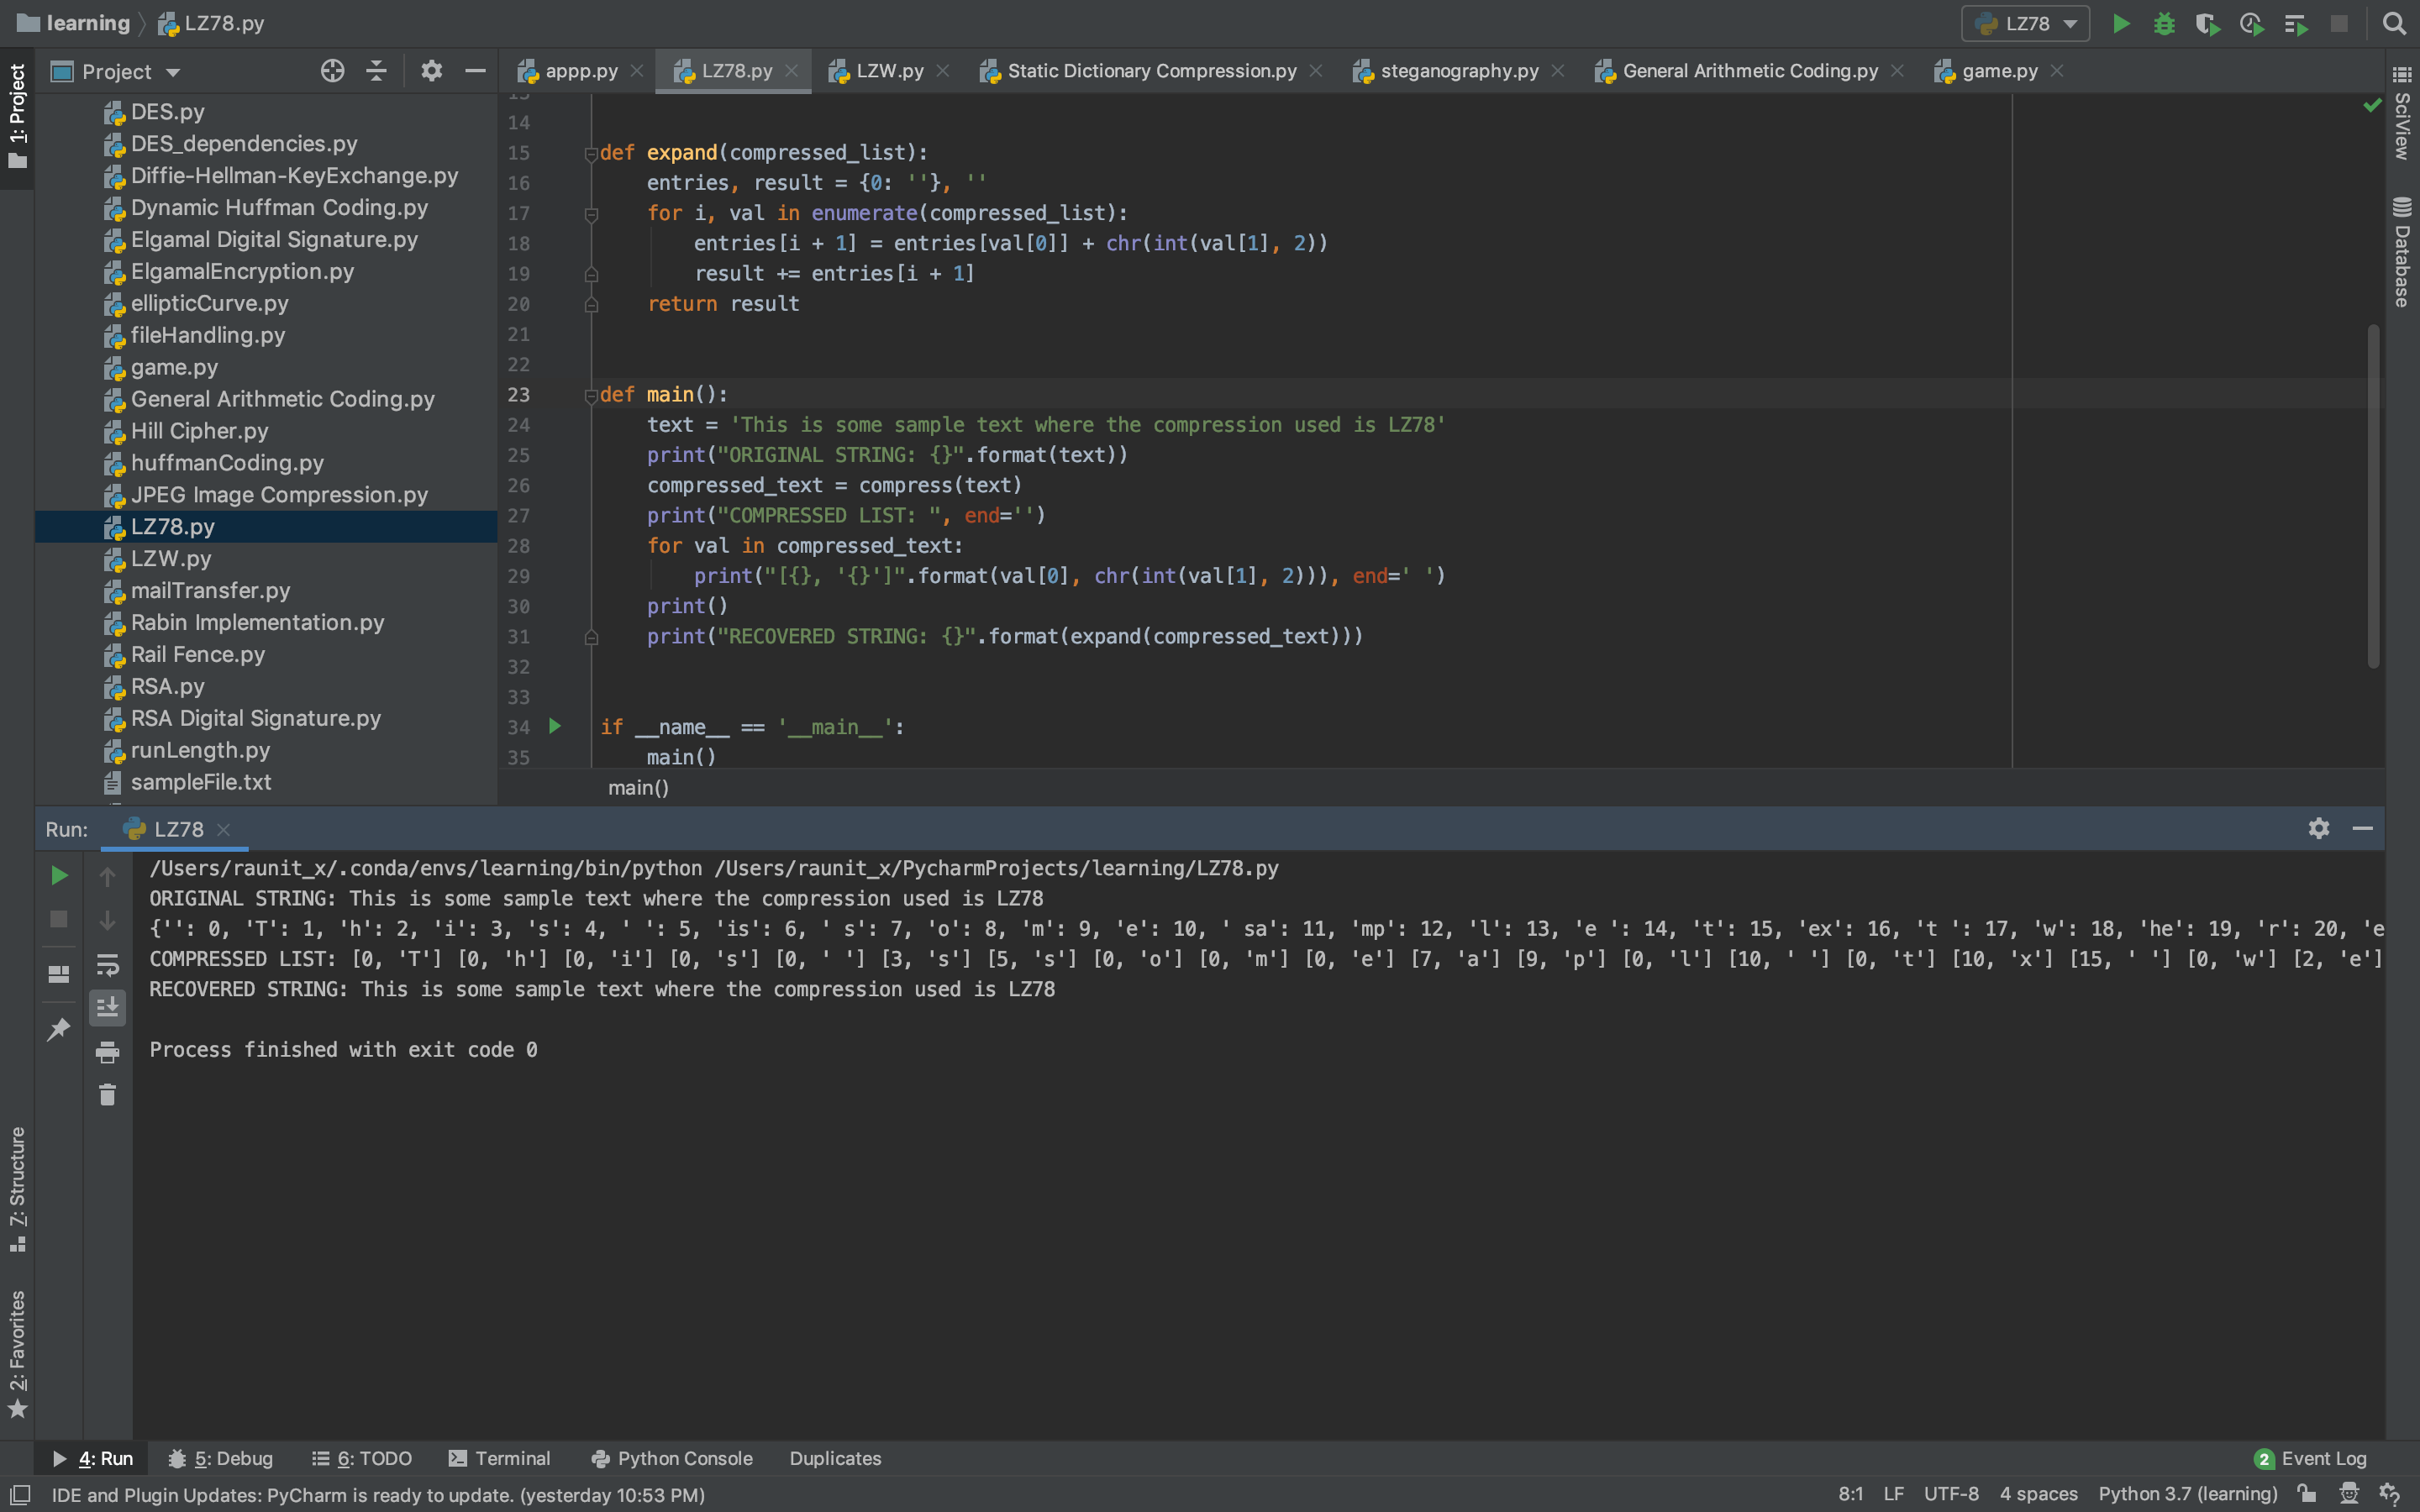 learning LZ78.py LZ78
1: Project
Project
appp.py LZ78.py LZW.py Static Dictionary Compression.py steganography.py General Arithmetic Coding.py game.py
DES.py
DES_dependencies.py
Diffie-Hellman-KeyExchange.py
Dynamic Huffman Coding.py
Elgamal Digital Signature.py
ElgamalEncryption.py
ellipticCurve.py
fileHandling.py
game.py
General Arithmetic Coding.py
Hill Cipher.py
huffmanCoding.py
JPEG Image Compression.py
LZ78.py
LZW.py
mailTransfer.py
Rabin Implementation.py
Rail Fence.py
RSA.py
RSA Digital Signature.py
runLength.py
sampleFile.txt
14
15 def expand(compressed_list):
16 entries, result = {0: ''}, ''
17 for i, val in enumerate(compressed_list):
18 entries[i + 1] = entries[val[0]] + chr(int(val[1], 2))
19 result += entries[i + 1]
20 return result
21
22
23 def main():
24 text = 'This is some sample text where the compression used is LZ78'
25 print("ORIGINAL STRING: {}".format(text))
26 compressed_text = compress(text)
27 print("COMPRESSED LIST: ", end='')
28 for val in compressed_text:
29 print("[{}, '{}']".format(val[0], chr(int(val[1], 2))), end=' ')
30 print()
31 print("RECOVERED STRING: {}".format(expand(compressed_text)))
32
33
34 if __name__ == '__main__':
35 main()
main()
SciView
Database
Run: LZ78
/Users/raunit_x/.conda/envs/learning/bin/python /Users/raunit_x/PycharmProjects/learning/LZ78.py
ORIGINAL STRING: This is some sample text where the compression used is LZ78
{'': 0, 'T': 1, 'h': 2, 'i': 3, 's': 4, ' ': 5, 'is': 6, ' s': 7, 'o': 8, 'm': 9, 'e': 10, ' sa': 11, 'mp': 12, 'l': 13, 'e ': 14, 't': 15, 'ex': 16, 't ': 17, 'w': 18, 'he': 19, 'r': 20, 'e
COMPRESSED LIST: [0, 'T'] [0, 'h'] [0, 'i'] [0, 's'] [0, ' '] [3, 's'] [5, 's'] [0, 'o'] [0, 'm'] [0, 'e'] [7, 'a'] [9, 'p'] [0, 'l'] [10, ' '] [0, 't'] [10, 'x'] [15, ' '] [0, 'w'] [2, 'e']
RECOVERED STRING: This is some sample text where the compression used is LZ78
Process finished with exit code 0
7: Structure
2: Favorites
4: Run 5: Debug 6: TODO Terminal Python Console Duplicates 2 Event Log
IDE and Plugin Updates: PyCharm is ready to update. (yesterday 10:53 PM) 8:1 LF UTF-8 4 spaces Python 3.7 (learning)